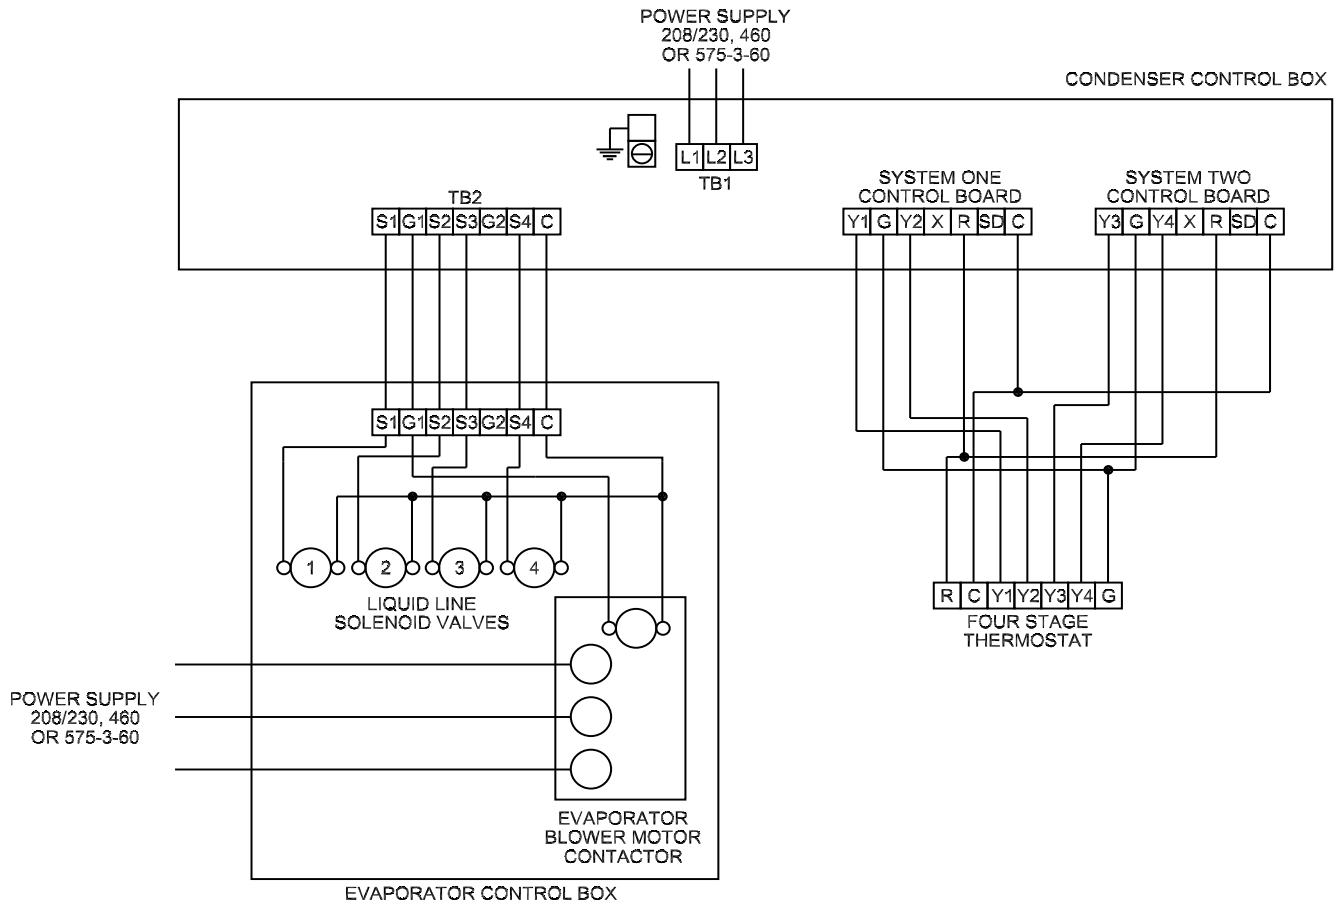 POWER SUPPLY
208/230, 460
OR 575-3-60
CONDENSER CONTROL BOX
L1 L2 L3
TB1
SYSTEM ONE
CONTROL BOARD
SYSTEM TWO
CONTROL BOARD
TB2
S1 G1 S2 S3 G2 S4 C
Y1 G Y2 X R SD C
Y3 G Y4 X R SD C
S1 G1 S2 S3 G2 S4 C
1 2 3 4
LIQUID LINE
SOLENOID VALVES
R C Y1 Y2 Y3 Y4 G
FOUR STAGE
THERMOSTAT
POWER SUPPLY
208/230, 460
OR 575-3-60
EVAPORATOR
BLOWER MOTOR
CONTACTOR
EVAPORATOR CONTROL BOX